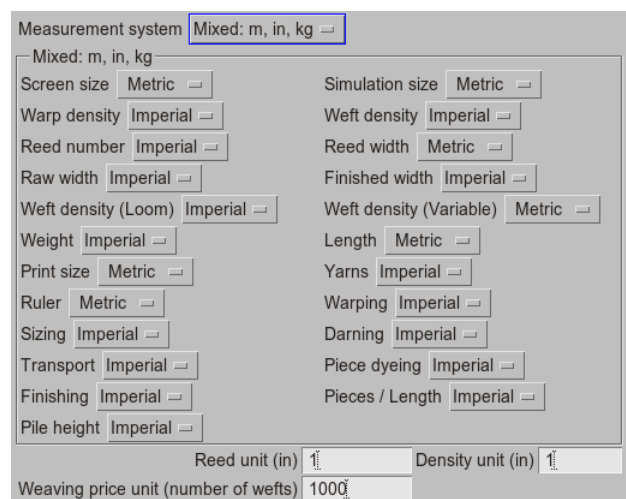 Measurement system Mixed: m, in, kg
Mixed: m, in, kg
Screen size Metric Simulation size Metric
Warp density Imperial Weft density Imperial
Reed number Imperial Reed width Metric
Raw width Imperial Finished width Imperial
Weft density (Loom) Imperial Weft density (Variable) Metric
Weight Imperial Length Metric
Print size Metric Yarns Imperial
Ruler Metric Warping Imperial
Sizing Imperial Darning Imperial
Transport Imperial Piece dyeing Imperial
Finishing Imperial Pieces / Length Imperial
Pile height Imperial
Reed unit (in) 1 Density unit (in) 1
Weaving price unit (number of wefts) 1000